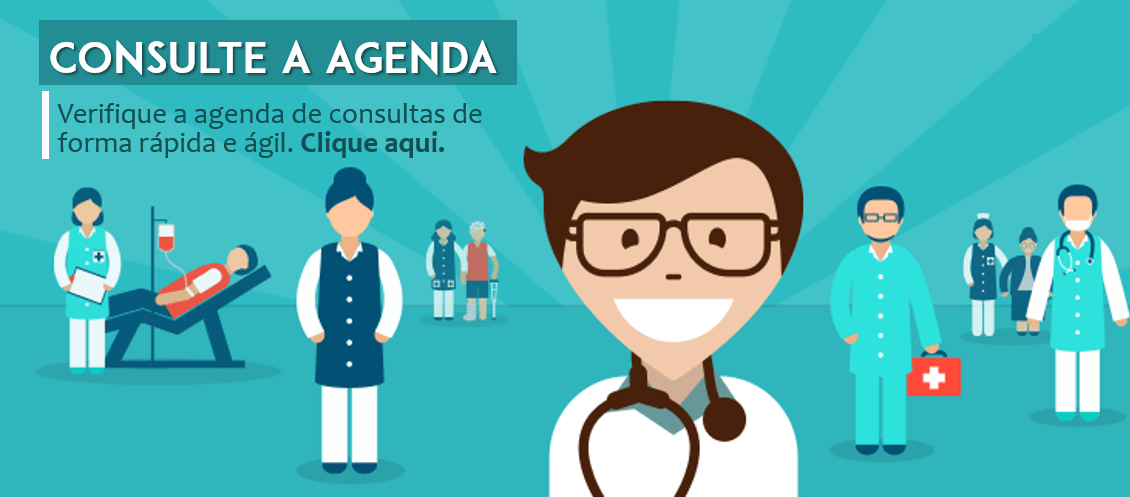 CONSULTE A AGENDA
Verifique a agenda de consultas de
forma rápida e ágil. Clique aqui.